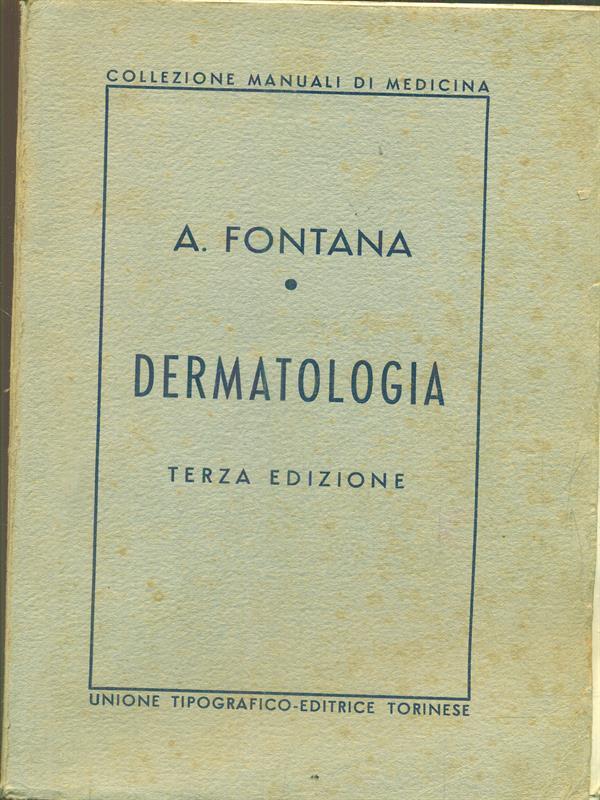 COLLEZIONE MANUALI DI MEDICINA
A. FONTANA
DERMATOLOGIA
TERZA EDIZIONE
UNIONE TIPOGRAFICO-EDITRICE TORINESE